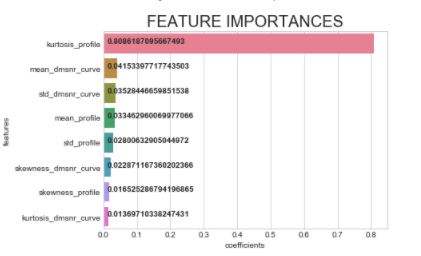 FEATURE IMPORTANCES
kurtosis_profile 0.8086187095667493
mean_dmsnr_curve 0.04153397717743503
std_dmsnr_curve 0.03528446659851538
mean_profile 0.033462960069977066
std_profile 0.02800632905044972
skewness_dmsnr_curve 0.022871167360202366
skewness_profile 0.016525286794196865
kurtosis_dmsnr_curve 0.01369710338247431
features
0.0 0.1 0.2 0.3 0.4 0.5 0.6 0.7 0.8
coefficients